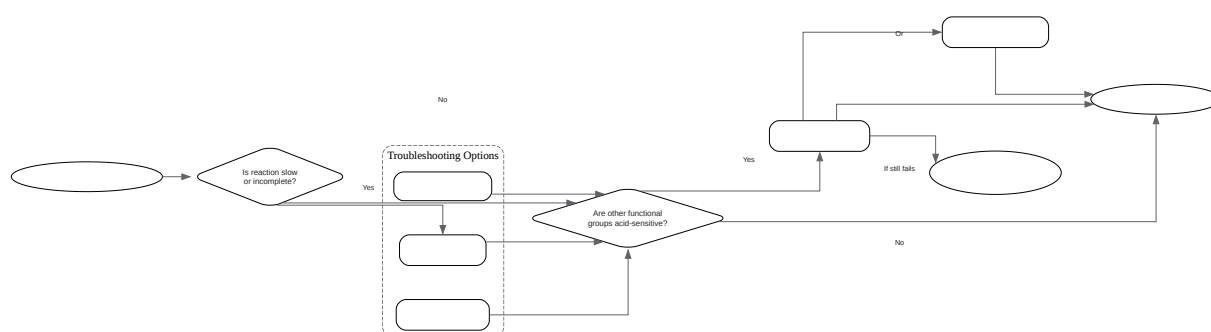 Or
No
Troubleshooting Options
Yes
If still fails
Is reaction slow
or incomplete?
Yes
Are other functional
groups acid-sensitive?
No